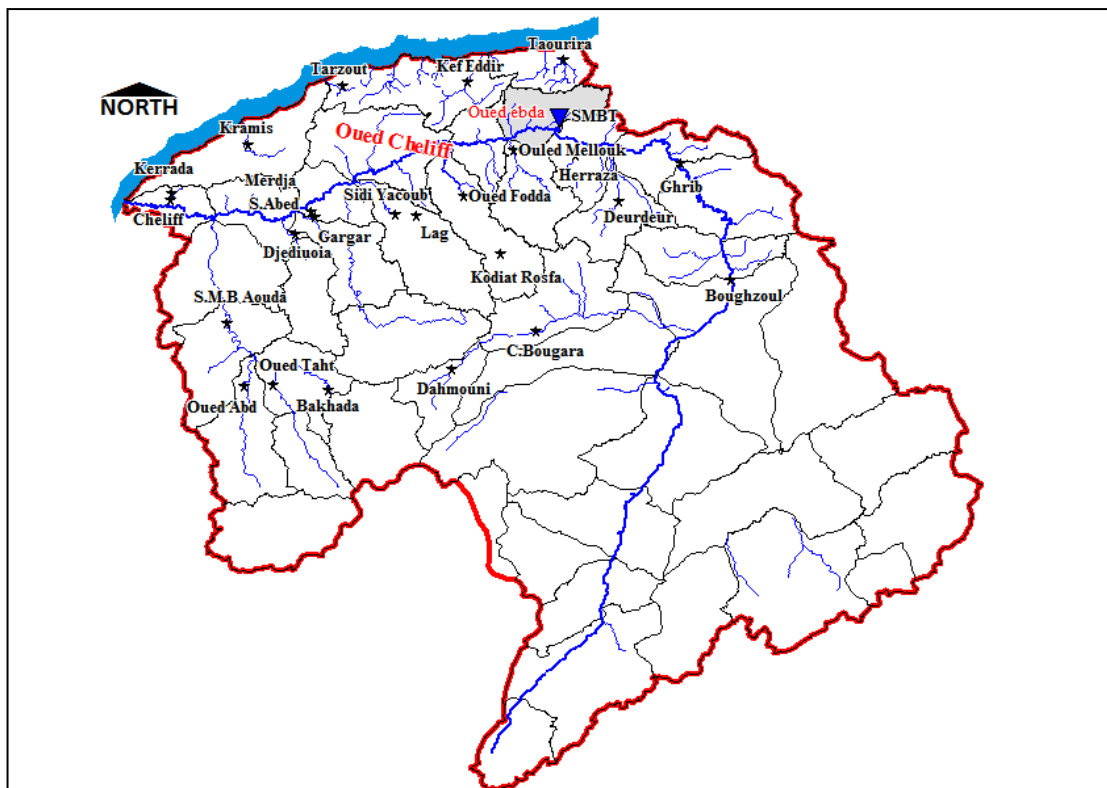 Taourira
Kef Eddir
Tarzout
NORTH
Oued ebda
SMBT
Kramis
Oued Cheliff
Ouled Mellouk
Kerrada
Merdja
Herraza
Ghrib
Sidi Yacoub
Oued Fodda
S.Abed
Cheliff
Deurdeur
Gargar
Lag
Djediuoia
Kodiat Rosfa
Boughzoul
S.M.B Aouda
C.Bougara
Oued Taht
Dahmouni
Oued Abd
Bakhada